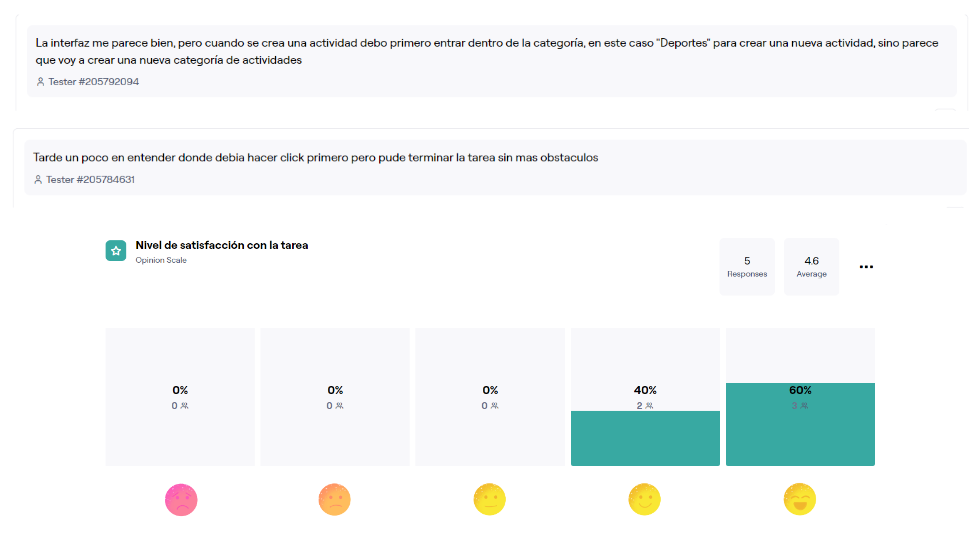 La interfaz me parece bien, pero cuando se crea una actividad debo primero entrar dentro de la categoría, en este caso "Deportes" para crear una nueva actividad, sino parece
que voy a crear una nueva categoría de actividades
Tester #205792094
Tarde un poco en entender donde debia hacer click primero pero pude terminar la tarea sin mas obstaculos
Tester #205784631
Nivel de satisfacción con la tarea
Opinion Scale
5
Responses
4.6
Average
0%
0
0%
0
0%
0
40%
2
60%
3